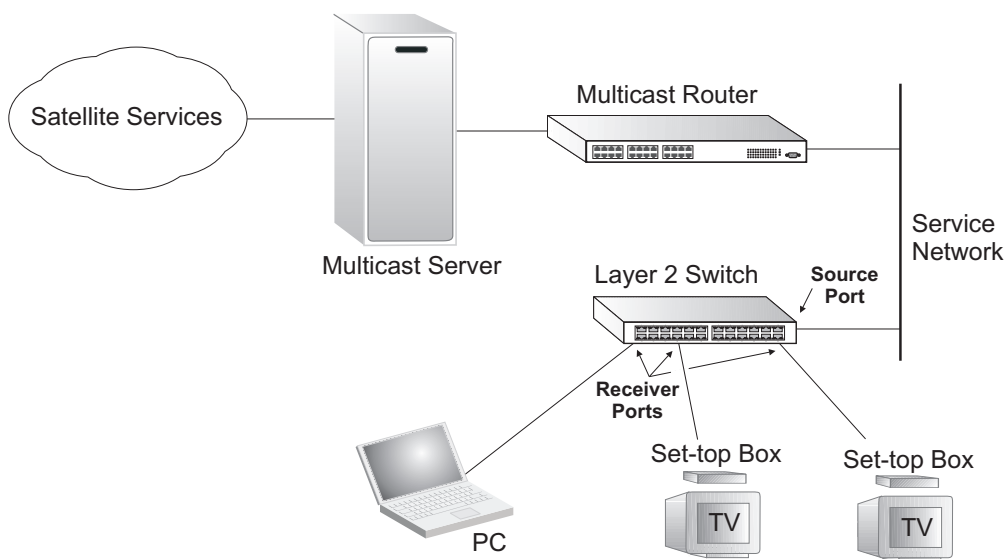 Satellite Services
Multicast Server
Multicast Router
Service
Network
Layer 2 Switch
Source
Port
Receiver
Ports
PC
Set-top Box
TV
Set-top Box
TV